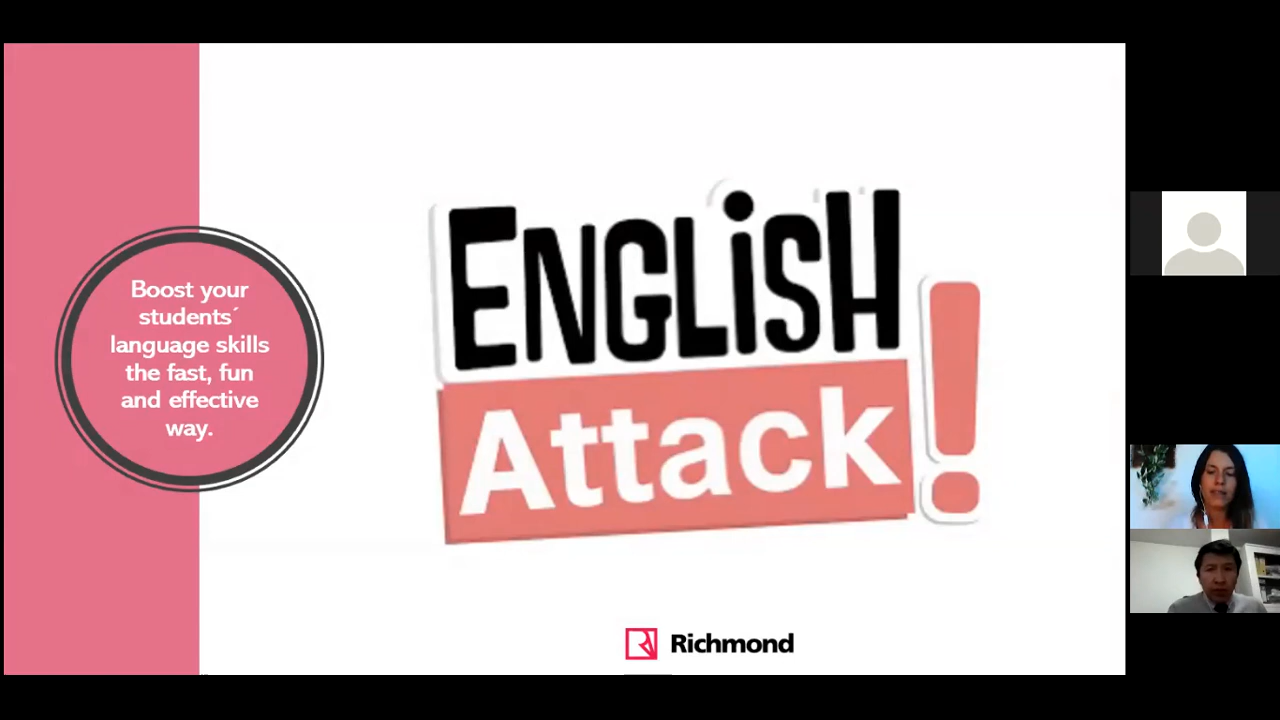 Boost your
students´
language skills
the fast, fun
and effective
way.
ENGLiSH
Attack!
Richmond